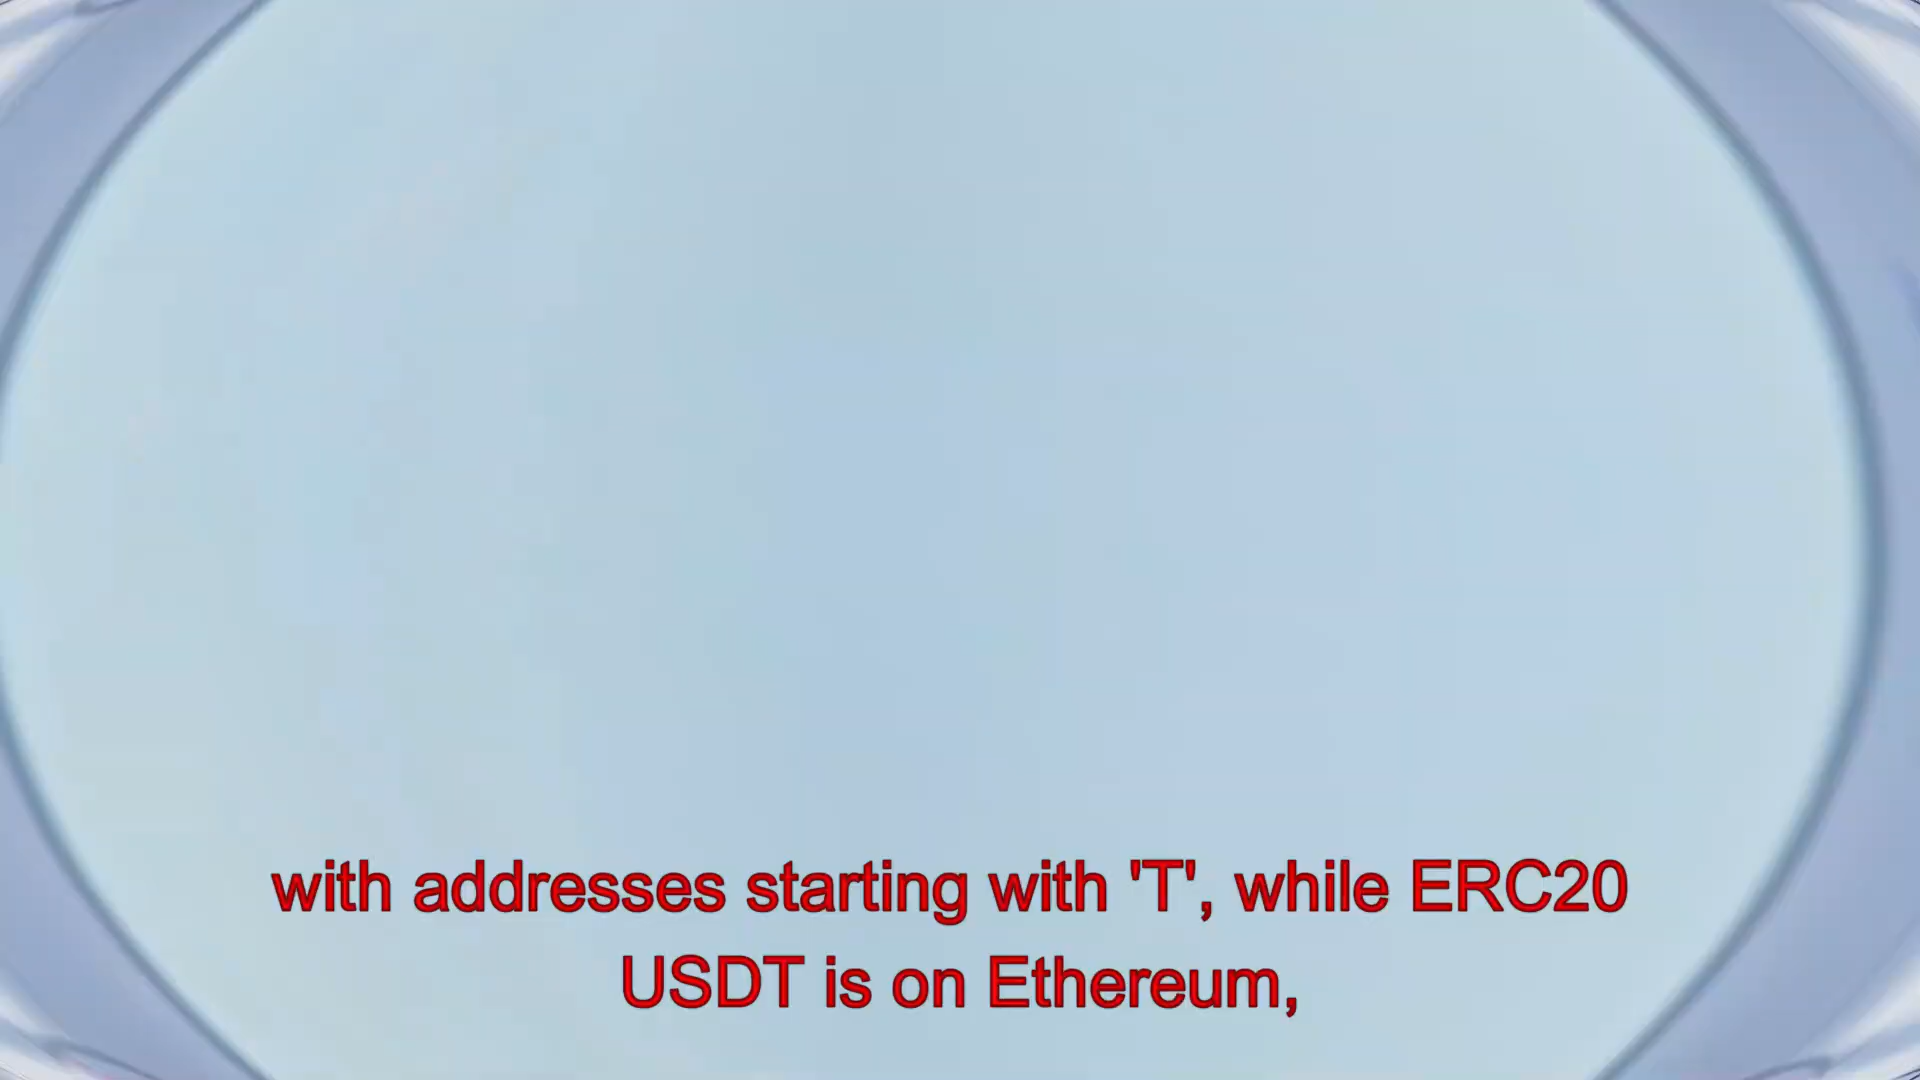 with addresses starting with 'T', while ERC20
USDT is on Ethereum,